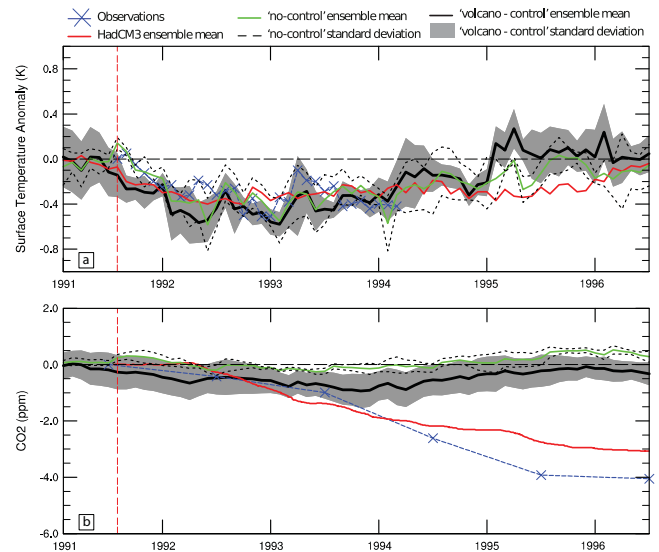 Observations
'no-control' ensemble mean
'volcano - control' ensemble mean
HadCM3 ensemble mean
'no-control' standard deviation
'volcano - control' standard deviation
Surface Temperature Anomaly (K)
0.8
0.4
0.0
-0.4
-0.8
a
1991
1992
1993
1994
1995
1996
CO2 (ppm)
2.0
0.0
-2.0
-4.0
-6.0
b
1991
1992
1993
1994
1995
1996